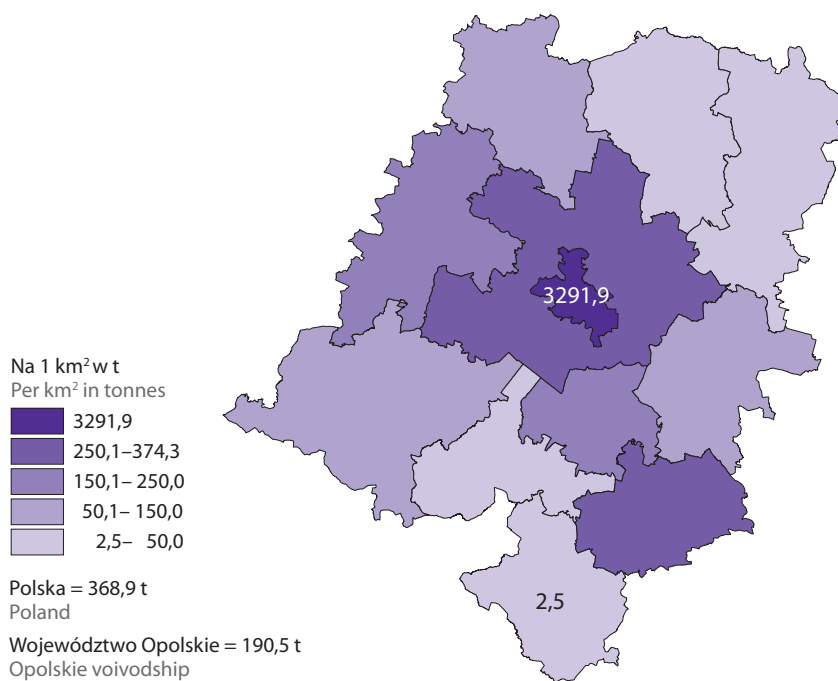 3291,9
Na 1 km² w t
Per km² in tonnes
3291,9
250,1–374,3
150,1– 250,0
50,1– 150,0
2,5– 50,0
2,5
Polska = 368,9 t
Poland
Województwo Opolskie = 190,5 t
Opolskie voivodship